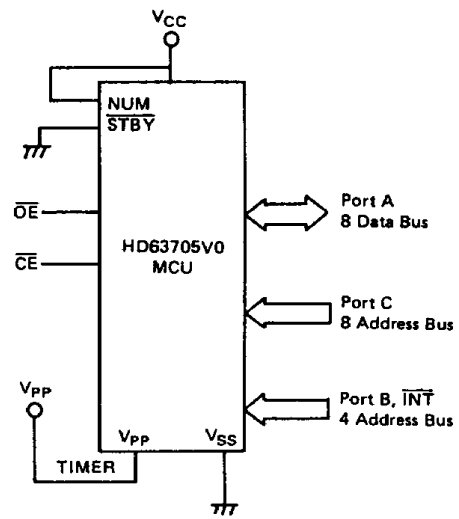 VCC
NUM
STBY
OE
CE
HD63705V0
MCU
Port A
8 Data Bus
Port C
8 Address Bus
Port B, INT
4 Address Bus
VPP
VPP
VSS
TIMER